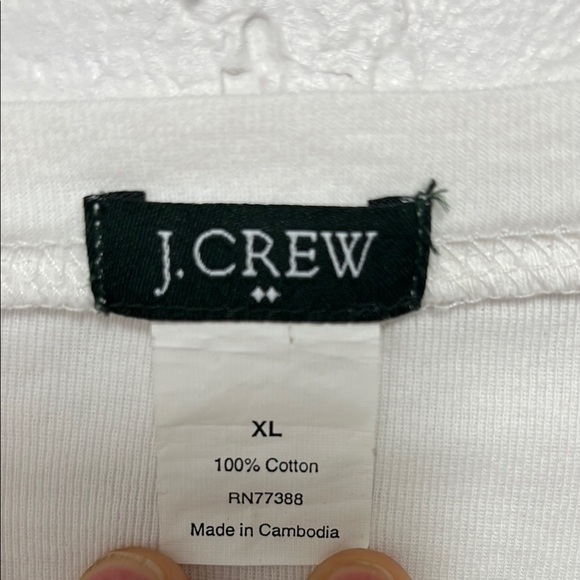 J.CREW
XL
100% Cotton
RN77388
Made in Cambodia